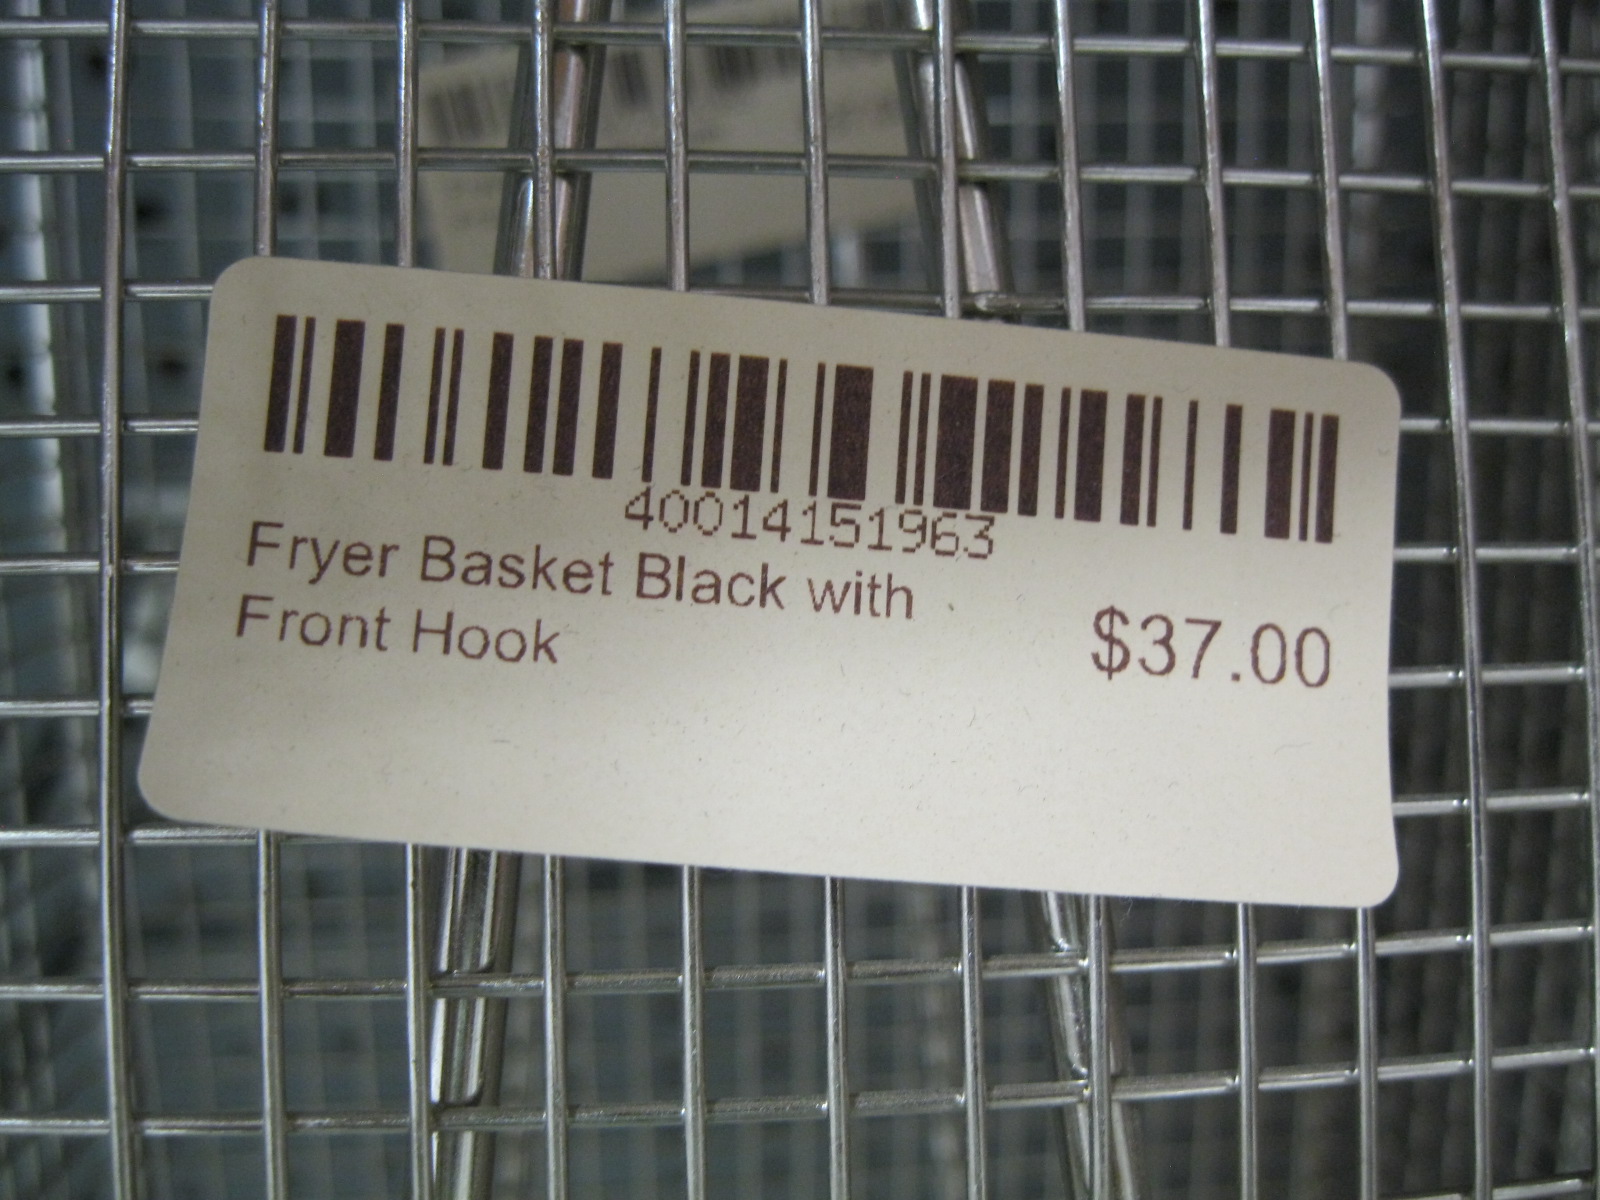 40014151963
Fryer Basket Black with
Front Hook
$37.00